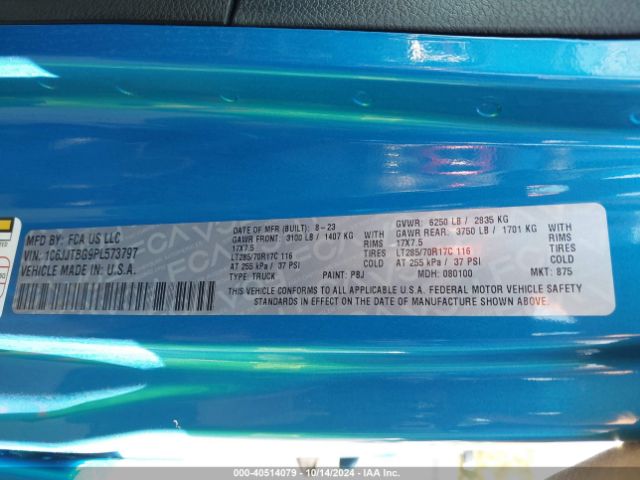 MFD BY: FCA US LLC
VIN: 1C6JJTBG9PL573797
VEHICLE MADE IN U.S.A.
DATE OF MFR (BUILT): 8-23
GVWR: 6250 LB / 2835 KG
GAWR FRONT: 3100 LB / 1407 KG WITH
GAWR REAR: 3750 LB / 1701 KG WITH
17X7.5 TIRES
17X7.5 TIRES
LT285/70R17C 116 COLD
LT285/70R17C 116 COLD
AT 255 kPa / 37 PSI
AT 255 kPa / 37 PSI
TYPE: TRUCK PAINT: PBJ MDH: 080100 MKT: 875
THIS VEHICLE CONFORMS TO ALL APPLICABLE U.S.A. FEDERAL MOTOR VEHICLE SAFETY
STANDARDS IN EFFECT ON THE DATE OF MANUFACTURE SHOWN ABOVE.
000-40514079 - 10/14/2024 - IAA Inc.